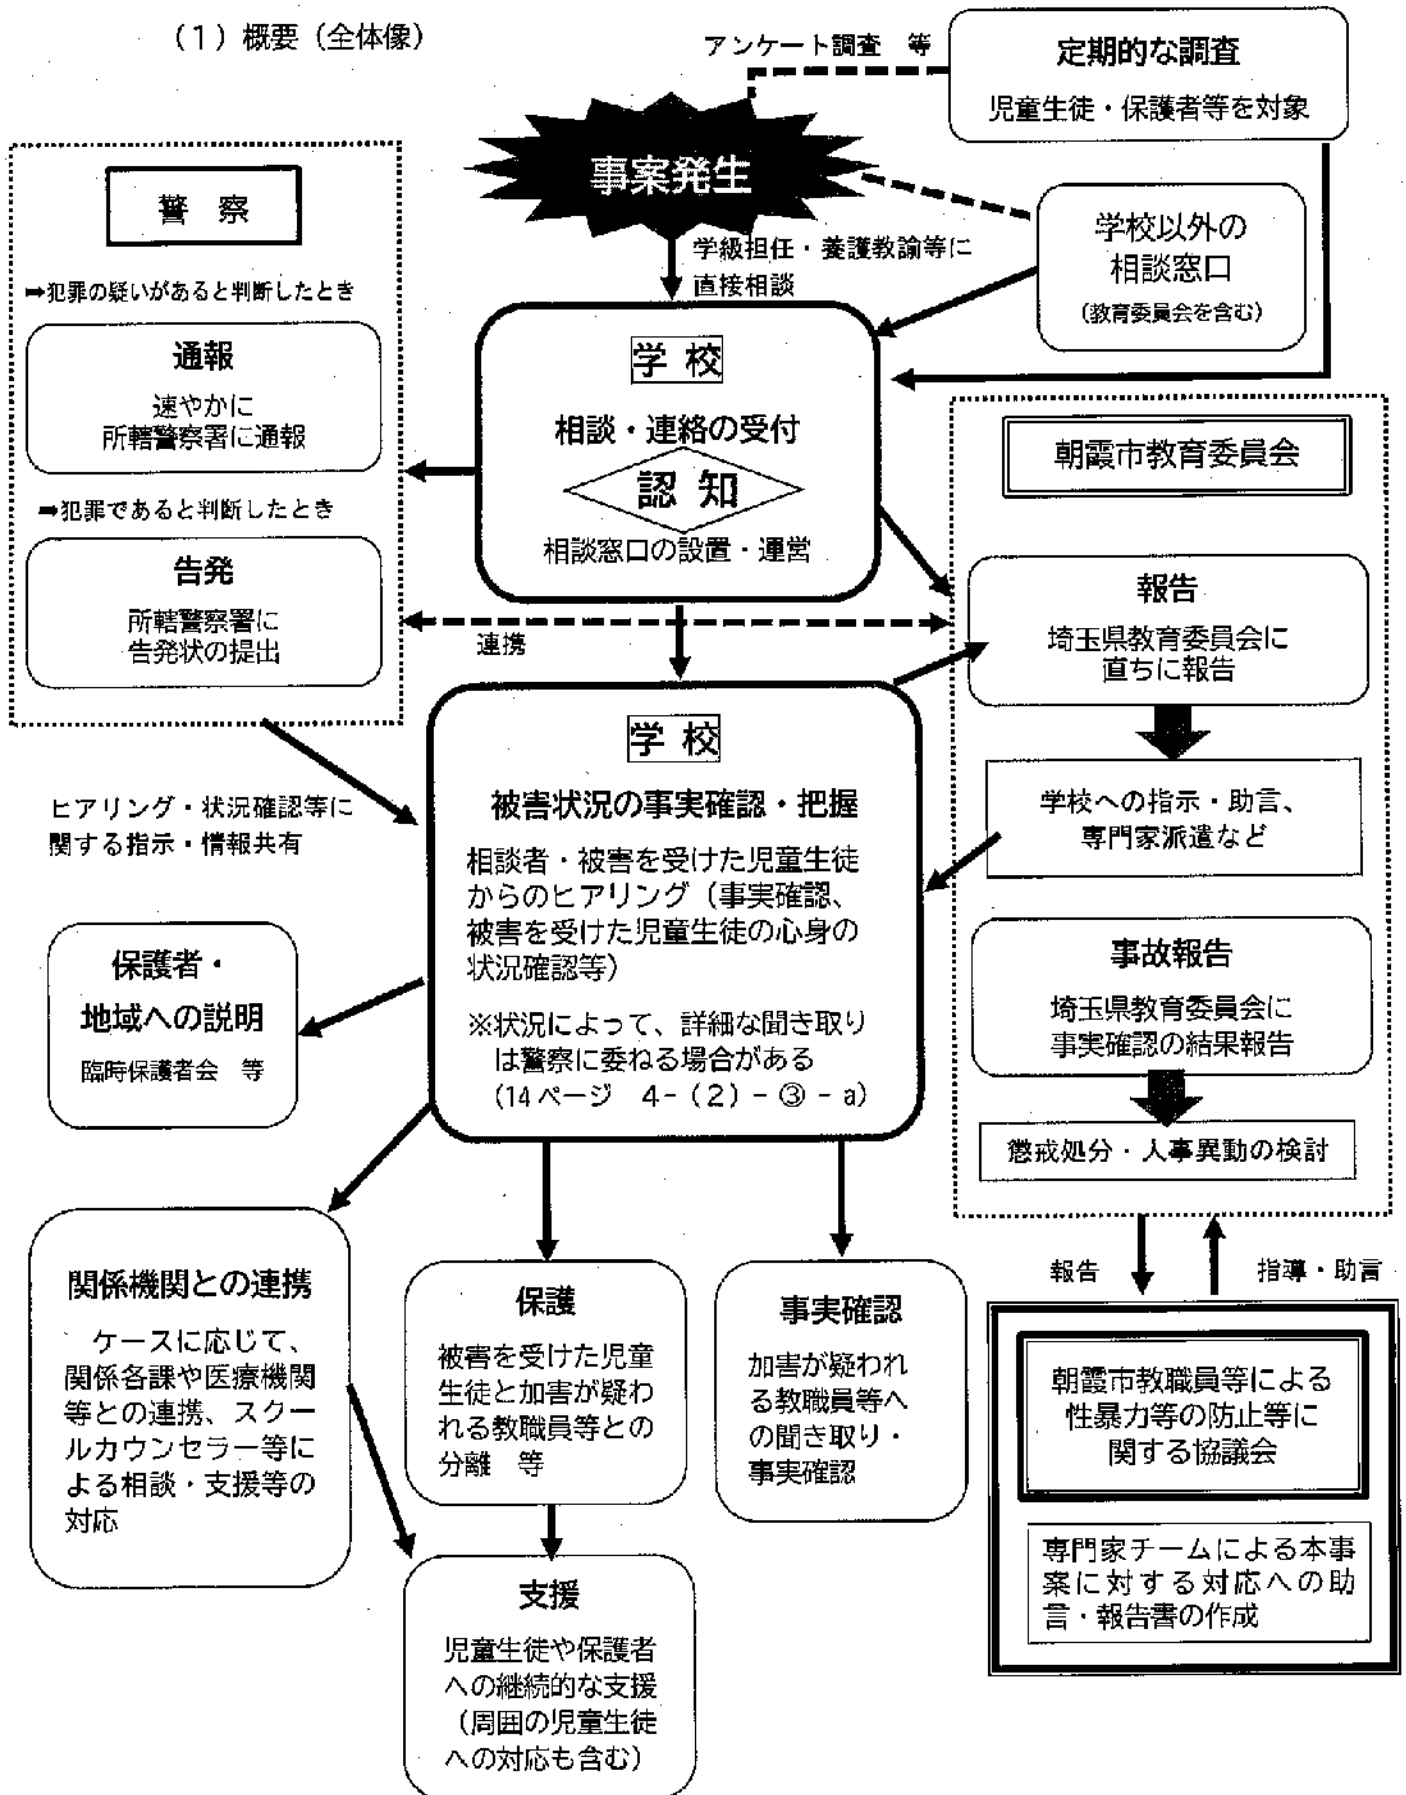 （１）概要（全体像）
アンケート調査　等
定期的な調査
児童生徒・保護者等を対象
事案発生
学校以外の
相談窓口
（教育委員会を含む）
学級担任・養護教諭等に
直接相談
警　察
➡犯罪の疑いがあると判断したとき
通報
速やかに
所轄警察署に通報
➡犯罪であると判断したとき
告発
所轄警察署に
告発状の提出
学 校
相談・連絡の受付
認 知
相談窓口の設置・運営
連携
朝霞市教育委員会
報告
埼玉県教育委員会に
直ちに報告
学校への指示・助言、
専門家派遣など
事故報告
埼玉県教育委員会に
事実確認の結果報告
懲戒処分・人事異動の検討
ヒアリング・状況確認等に
関する指示・情報共有
学 校
被害状況の事実確認・把握
相談者・被害を受けた児童生徒
からのヒアリング（事実確認、
被害を受けた児童生徒の心身の
状況確認等）
※状況によって、詳細な聞き取り
は警察に委ねる場合がある
（14 ページ　4-（2）- ③ - a）
保護者・
地域への説明
臨時保護者会　等
関係機関との連携
ケースに応じて、
関係各課や医療機関
等との連携、スクー
ルカウンセラー等に
よる相談・支援等の
対応
保護
被害を受けた児童
生徒と加害が疑わ
れる教職員等との
分離　等
事実確認
加害が疑われ
る教職員等へ
の聞き取り・
事実確認
支援
児童生徒や保護者
への継続的な支援
（周囲の児童生徒
への対応も含む）
報告
指導・助言
朝霞市教職員等による
性暴力等の防止等に
関する協議会
専門家チームによる本事
案に対する対応への助
言・報告書の作成